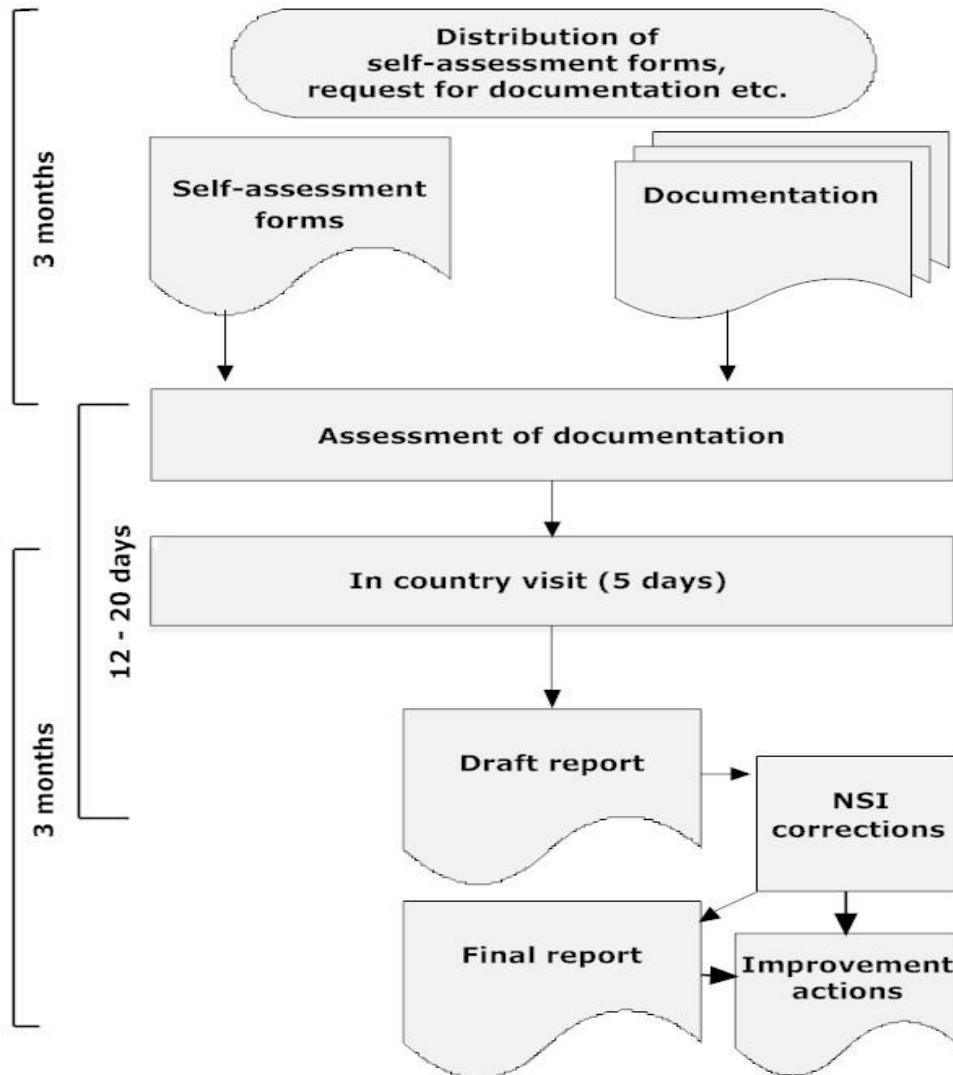 Distribution of
self-assessment forms,
request for documentation etc.
3 months
Self-assessment
forms
Documentation
Assessment of documentation
12 - 20 days
In country visit (5 days)
3 months
Draft report
NSI
corrections
Final report
Improvement
actions